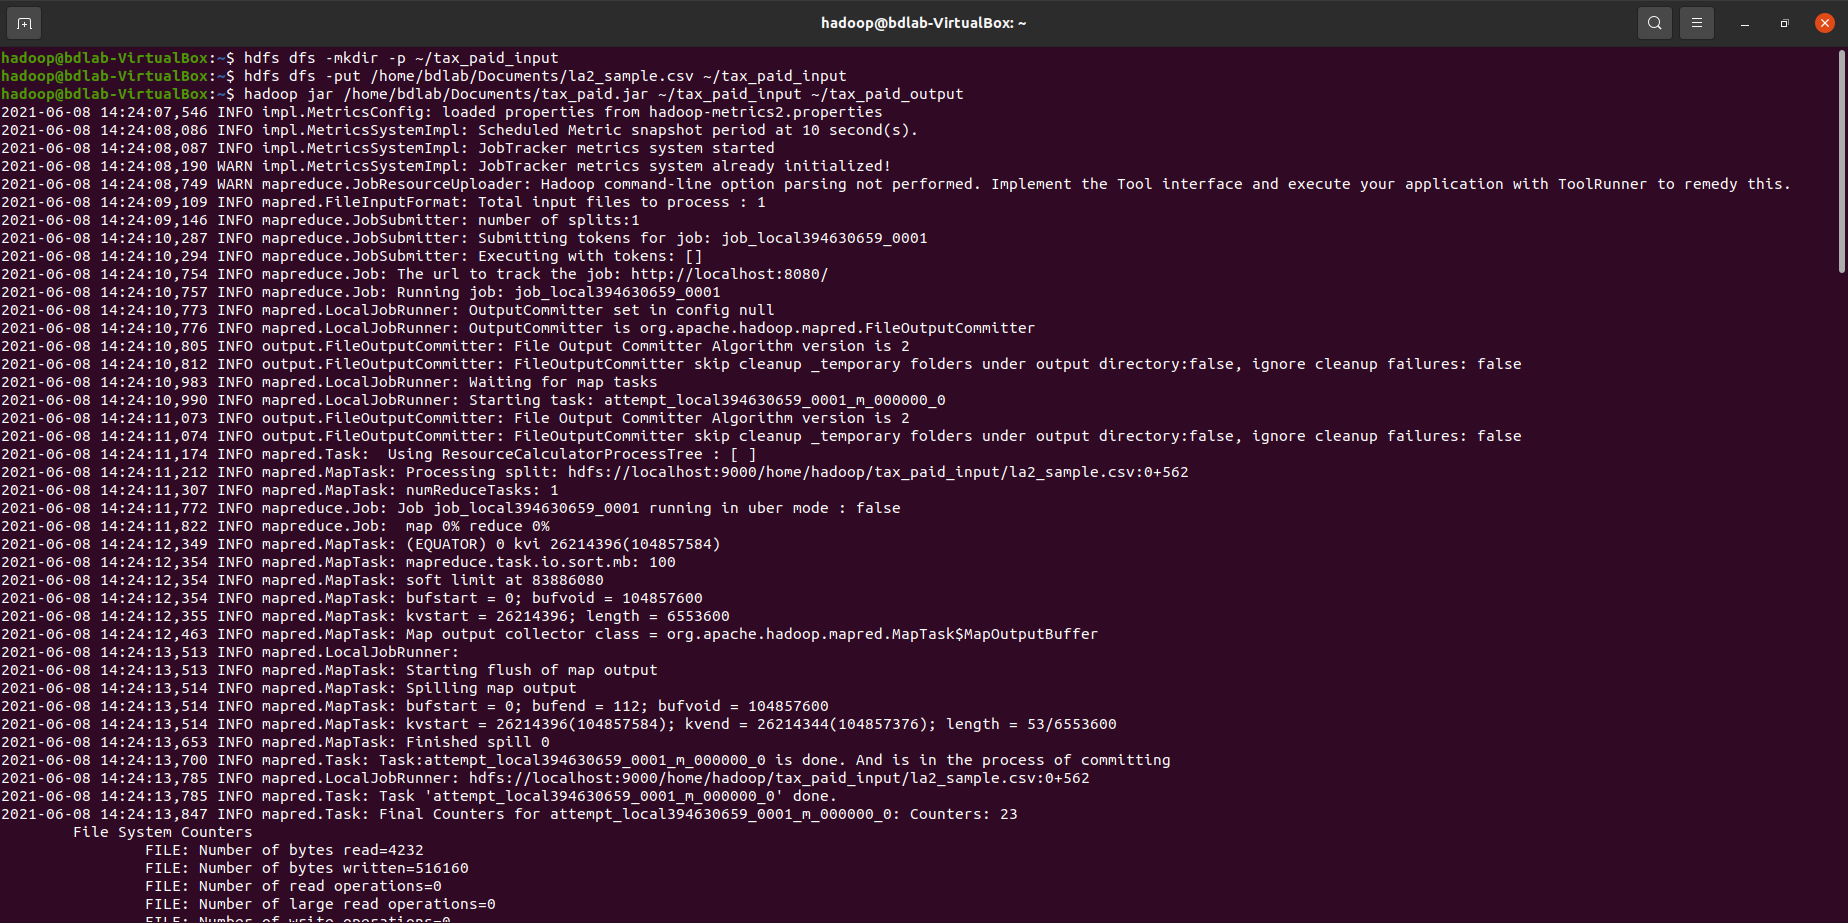 hadoop@bdlab-VirtualBox: ~
hadoop@bdlab-VirtualBox:~$ hdfs dfs -mkdir -p ~/tax_paid_input
hadoop@bdlab-VirtualBox:~$ hdfs dfs -put /home/bdlab/Documents/la2_sample.csv ~/tax_paid_input
hadoop@bdlab-VirtualBox:~$ hadoop jar /home/bdlab/Documents/tax_paid.jar ~/tax_paid_input ~/tax_paid_output
2021-06-08 14:24:07,546 INFO impl.MetricsConfig: loaded properties from hadoop-metrics2.properties
2021-06-08 14:24:08,086 INFO impl.MetricsSystemImpl: Scheduled Metric snapshot period at 10 second(s).
2021-06-08 14:24:08,087 INFO impl.MetricsSystemImpl: JobTracker metrics system started
2021-06-08 14:24:08,190 WARN impl.MetricsSystemImpl: JobTracker metrics system already initialized!
2021-06-08 14:24:08,749 WARN mapreduce.JobResourceUploader: Hadoop command-line option parsing not performed. Implement the Tool interface and execute your application with ToolRunner to remedy this.
2021-06-08 14:24:09,109 INFO mapred.FileInputFormat: Total input files to process : 1
2021-06-08 14:24:09,146 INFO mapreduce.JobSubmitter: number of splits:1
2021-06-08 14:24:10,287 INFO mapreduce.JobSubmitter: Submitting tokens for job: job_local394630659_0001
2021-06-08 14:24:10,294 INFO mapreduce.JobSubmitter: Executing with tokens: []
2021-06-08 14:24:10,754 INFO mapreduce.Job: The url to track the job: http://localhost:8080/
2021-06-08 14:24:10,757 INFO mapreduce.Job: Running job: job_local394630659_0001
2021-06-08 14:24:10,773 INFO mapred.LocalJobRunner: OutputCommitter set in config null
2021-06-08 14:24:10,776 INFO mapred.LocalJobRunner: OutputCommitter is org.apache.hadoop.mapred.FileOutputCommitter
2021-06-08 14:24:10,805 INFO output.FileOutputCommitter: File Output Committer Algorithm version is 2
2021-06-08 14:24:10,812 INFO output.FileOutputCommitter: FileOutputCommitter skip cleanup _temporary folders under output directory:false, ignore cleanup failures: false
2021-06-08 14:24:10,983 INFO mapred.LocalJobRunner: Waiting for map tasks
2021-06-08 14:24:10,990 INFO mapred.LocalJobRunner: Starting task: attempt_local394630659_0001_m_000000_0
2021-06-08 14:24:11,073 INFO output.FileOutputCommitter: File Output Committer Algorithm version is 2
2021-06-08 14:24:11,074 INFO output.FileOutputCommitter: FileOutputCommitter skip cleanup _temporary folders under output directory:false, ignore cleanup failures: false
2021-06-08 14:24:11,174 INFO mapred.Task:  Using ResourceCalculatorProcessTree : [ ]
2021-06-08 14:24:11,212 INFO mapred.MapTask: Processing split: hdfs://localhost:9000/home/hadoop/tax_paid_input/la2_sample.csv:0+562
2021-06-08 14:24:11,307 INFO mapred.MapTask: numReduceTasks: 1
2021-06-08 14:24:11,772 INFO mapreduce.Job: Job job_local394630659_0001 running in uber mode : false
2021-06-08 14:24:11,822 INFO mapreduce.Job:  map 0% reduce 0%
2021-06-08 14:24:12,349 INFO mapred.MapTask: (EQUATOR) 0 kvi 26214396(104857584)
2021-06-08 14:24:12,354 INFO mapred.MapTask: mapreduce.task.io.sort.mb: 100
2021-06-08 14:24:12,354 INFO mapred.MapTask: soft limit at 83886080
2021-06-08 14:24:12,354 INFO mapred.MapTask: bufstart = 0; bufvoid = 104857600
2021-06-08 14:24:12,355 INFO mapred.MapTask: kvstart = 26214396; length = 6553600
2021-06-08 14:24:12,463 INFO mapred.MapTask: Map output collector class = org.apache.hadoop.mapred.MapTask$MapOutputBuffer
2021-06-08 14:24:13,513 INFO mapred.LocalJobRunner:
2021-06-08 14:24:13,513 INFO mapred.MapTask: Starting flush of map output
2021-06-08 14:24:13,514 INFO mapred.MapTask: Spilling map output
2021-06-08 14:24:13,514 INFO mapred.MapTask: bufstart = 0; bufend = 112; bufvoid = 104857600
2021-06-08 14:24:13,514 INFO mapred.MapTask: kvstart = 26214396(104857584); kvend = 26214344(104857376); length = 53/6553600
2021-06-08 14:24:13,653 INFO mapred.MapTask: Finished spill 0
2021-06-08 14:24:13,700 INFO mapred.Task: Task:attempt_local394630659_0001_m_000000_0 is done. And is in the process of committing
2021-06-08 14:24:13,785 INFO mapred.LocalJobRunner: hdfs://localhost:9000/home/hadoop/tax_paid_input/la2_sample.csv:0+562
2021-06-08 14:24:13,785 INFO mapred.Task: Task 'attempt_local394630659_0001_m_000000_0' done.
2021-06-08 14:24:13,847 INFO mapred.Task: Final Counters for attempt_local394630659_0001_m_000000_0: Counters: 23
File System Counters
FILE: Number of bytes read=4232
FILE: Number of bytes written=516160
FILE: Number of read operations=0
FILE: Number of large read operations=0
FILE: Number of write operations=0